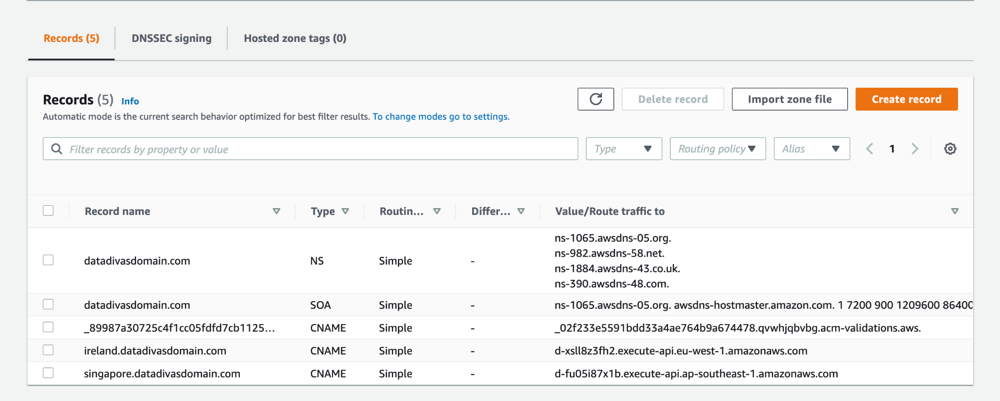 Records (5) DNSSEC signing Hosted zone tags (0)
Records (5) Info
Automatic mode is the current search behavior optimized for best filter results. To change modes go to settings.
Delete record Import zone file Create record
Filter records by property or value Type Routing policy Alias 1
Record name Type Routin... Differ... Value/Route traffic to
datadivasdomain.com NS Simple - ns-1065.awsdns-05.org.
ns-982.awsdns-58.net.
ns-1884.awsdns-43.co.uk.
ns-390.awsdns-48.com.
datadivasdomain.com SOA Simple - ns-1065.awsdns-05.org. awsdns-hostmaster.amazon.com. 1 7200 900 1209600 86400
_89987a30725c4f1cc05fdfd7cb1125... CNAME Simple - _02f233e5591bdd33a4ae764b9a674478.qvwhjqbvbg.acm-validations.aws.
ireland.datadivasdomain.com CNAME Simple - d-xsll8z3fh2.execute-api.eu-west-1.amazonaws.com
singapore.datadivasdomain.com CNAME Simple - d-fu05i87x1b.execute-api.ap-southeast-1.amazonaws.com